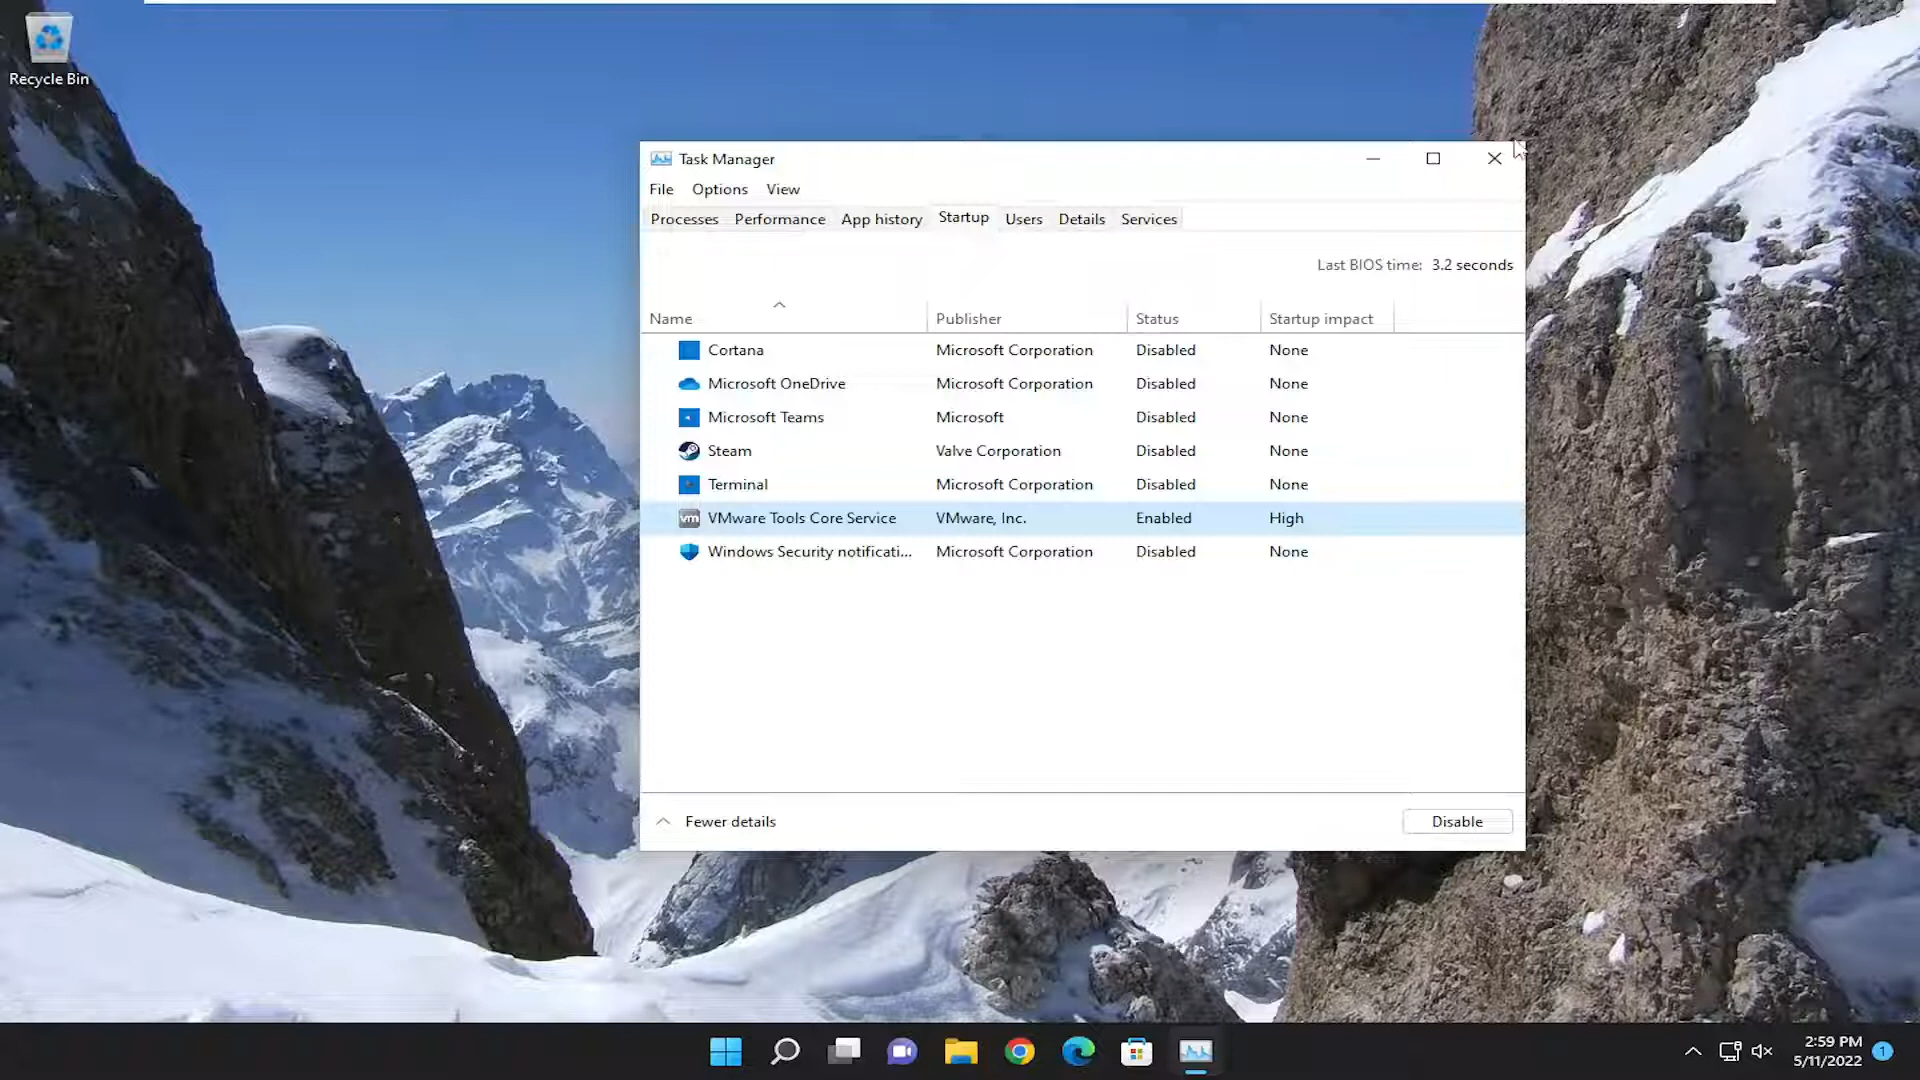 Recycle Bin
Task Manager
File Options View
Processes Performance App history Startup Users Details Services
Last BIOS time: 3.2 seconds
Name Publisher Status Startup impact
Cortana Microsoft Corporation Disabled None
Microsoft OneDrive Microsoft Corporation Disabled None
Microsoft Teams Microsoft Disabled None
Steam Valve Corporation Disabled None
Terminal Microsoft Corporation Disabled None
vm VMware Tools Core Service VMware, Inc. Enabled High
Windows Security notificati... Microsoft Corporation Disabled None
Fewer details Disable
2:59 PM
5/11/2022 1